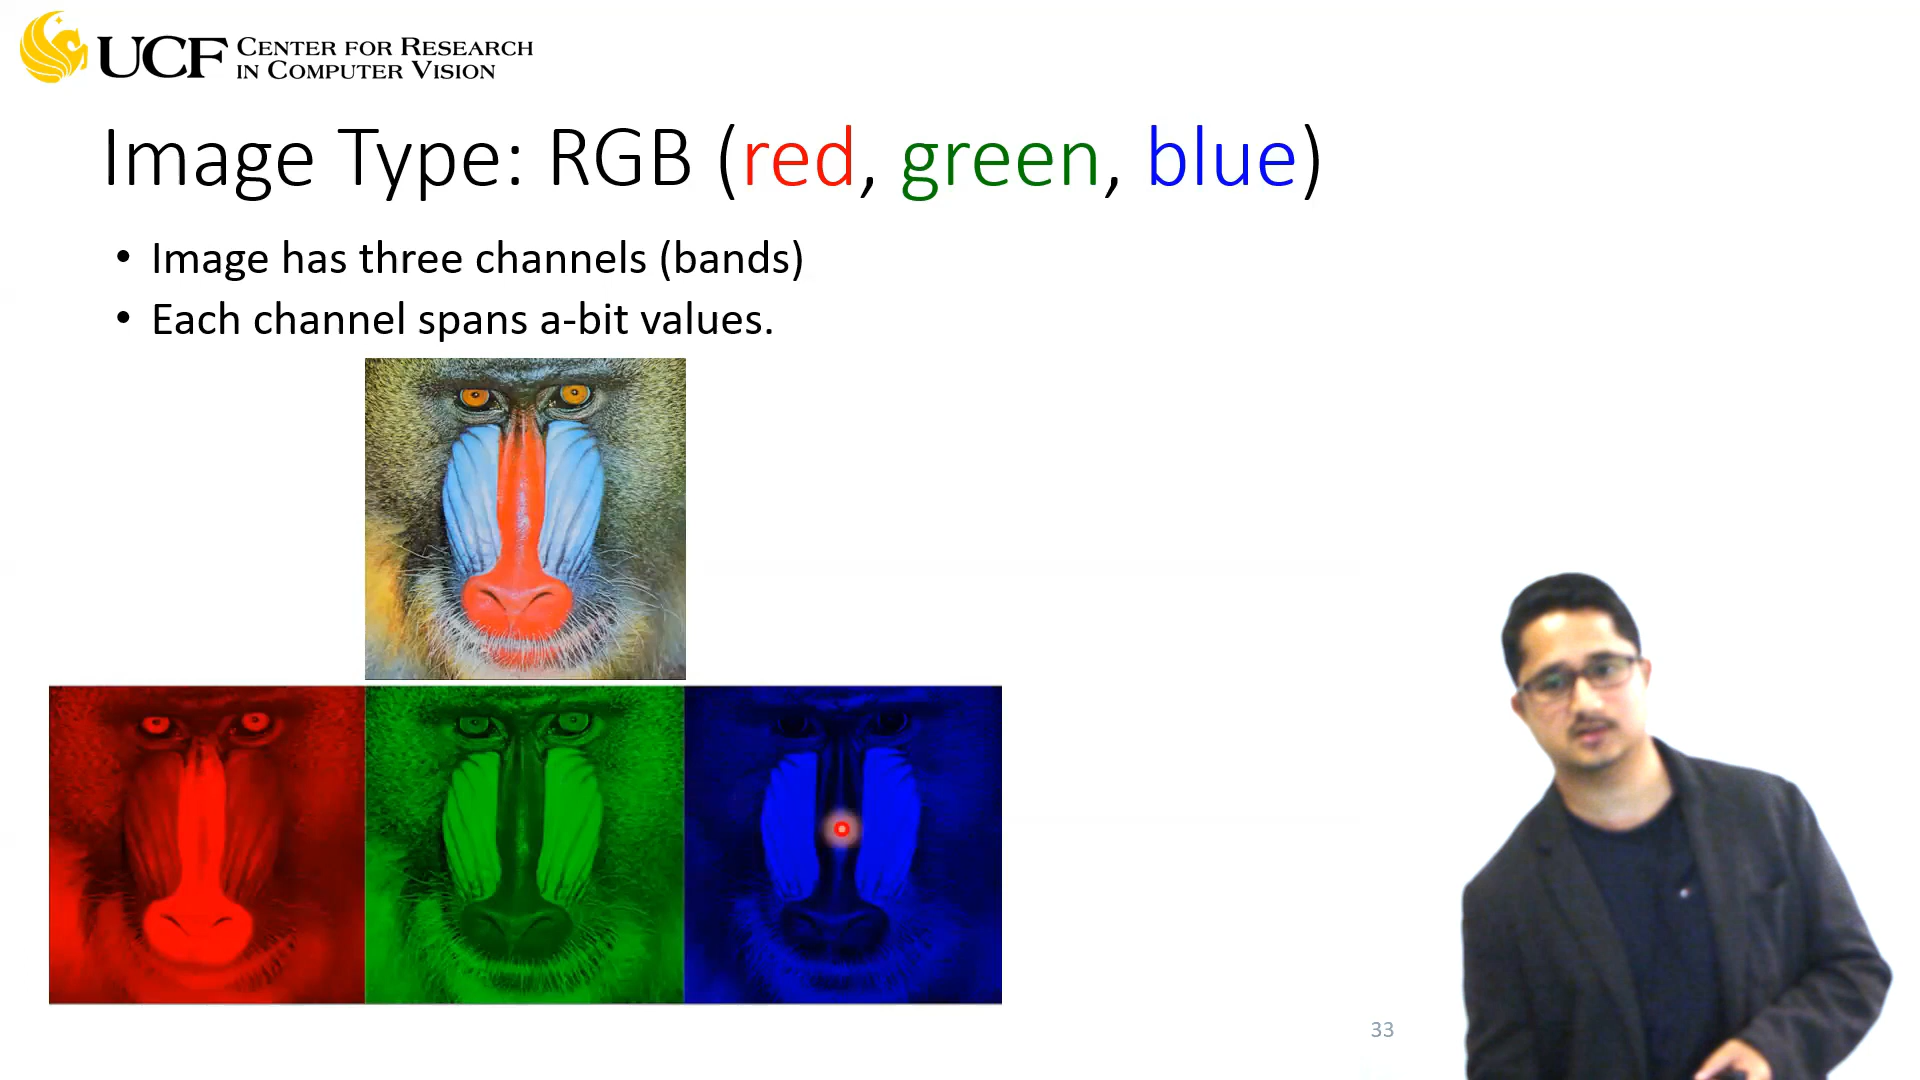 UCF CENTER FOR RESEARCH
IN COMPUTER VISION
Image Type: RGB (red, green, blue)
• Image has three channels (bands)
• Each channel spans a-bit values.
33